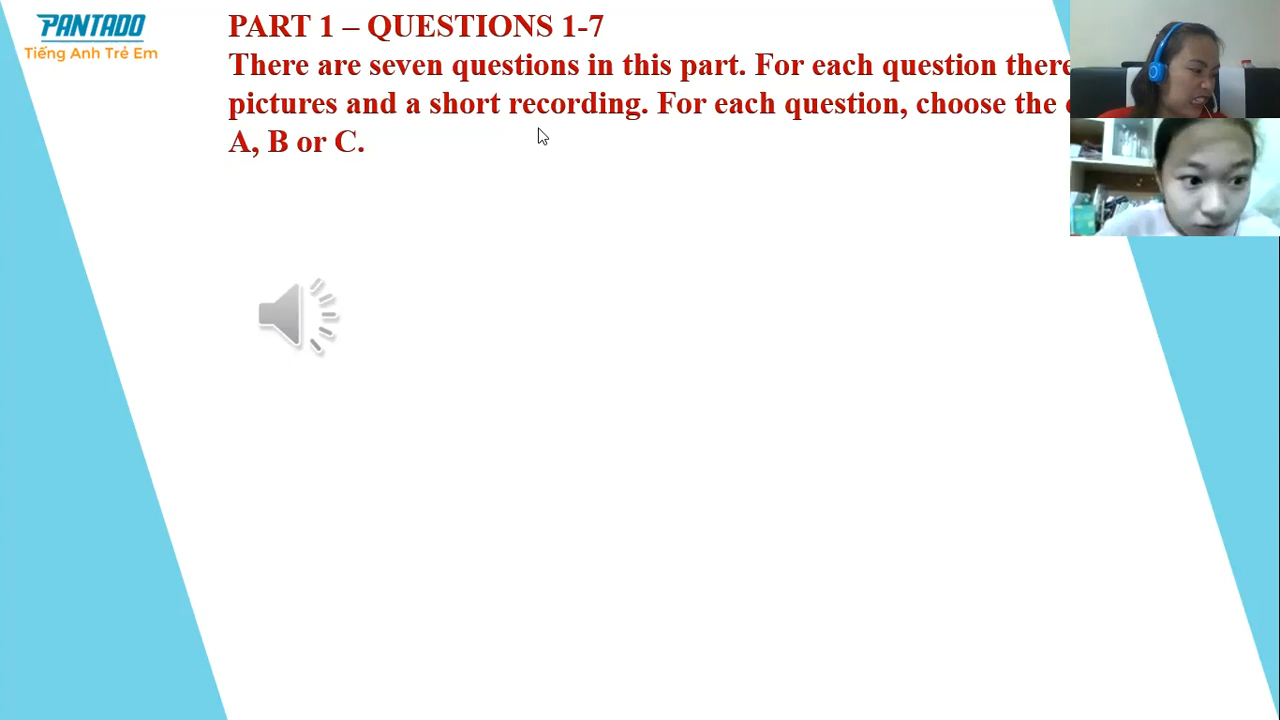 PANTADO
Tiếng Anh Trẻ Em
PART 1 – QUESTIONS 1-7
There are seven questions in this part. For each question there
pictures and a short recording. For each question, choose the
A, B or C.